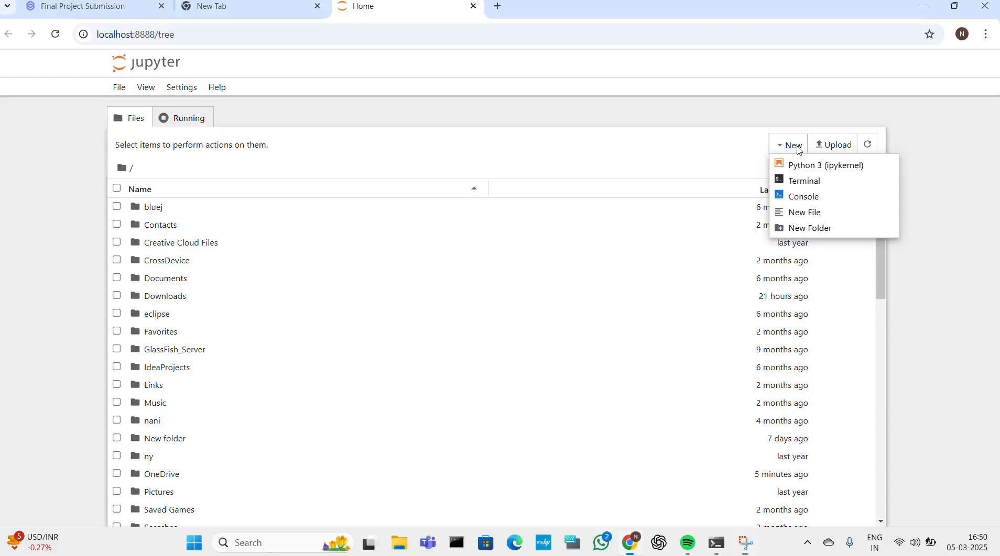 Final Project Submission
New Tab
Home
localhost:8888/tree
N
jupyter
File View Settings Help
Files Running
Select items to perform actions on them.
New Upload
/
Python 3 (ipykernel)
Terminal
Console
New File
New Folder
Name
bluej
Contacts
Creative Cloud Files last year
CrossDevice 2 months ago
Documents 6 months ago
Downloads 21 hours ago
eclipse 6 months ago
Favorites 2 months ago
GlassFish_Server 9 months ago
IdeaProjects 6 months ago
Links 2 months ago
Music 2 months ago
nani 4 months ago
New folder 7 days ago
ny last year
OneDrive 5 minutes ago
Pictures last year
Saved Games 2 months ago
5 USD/INR
-0.27%
Search
myhp
2
N
ENG
IN
16:50
05-03-2025